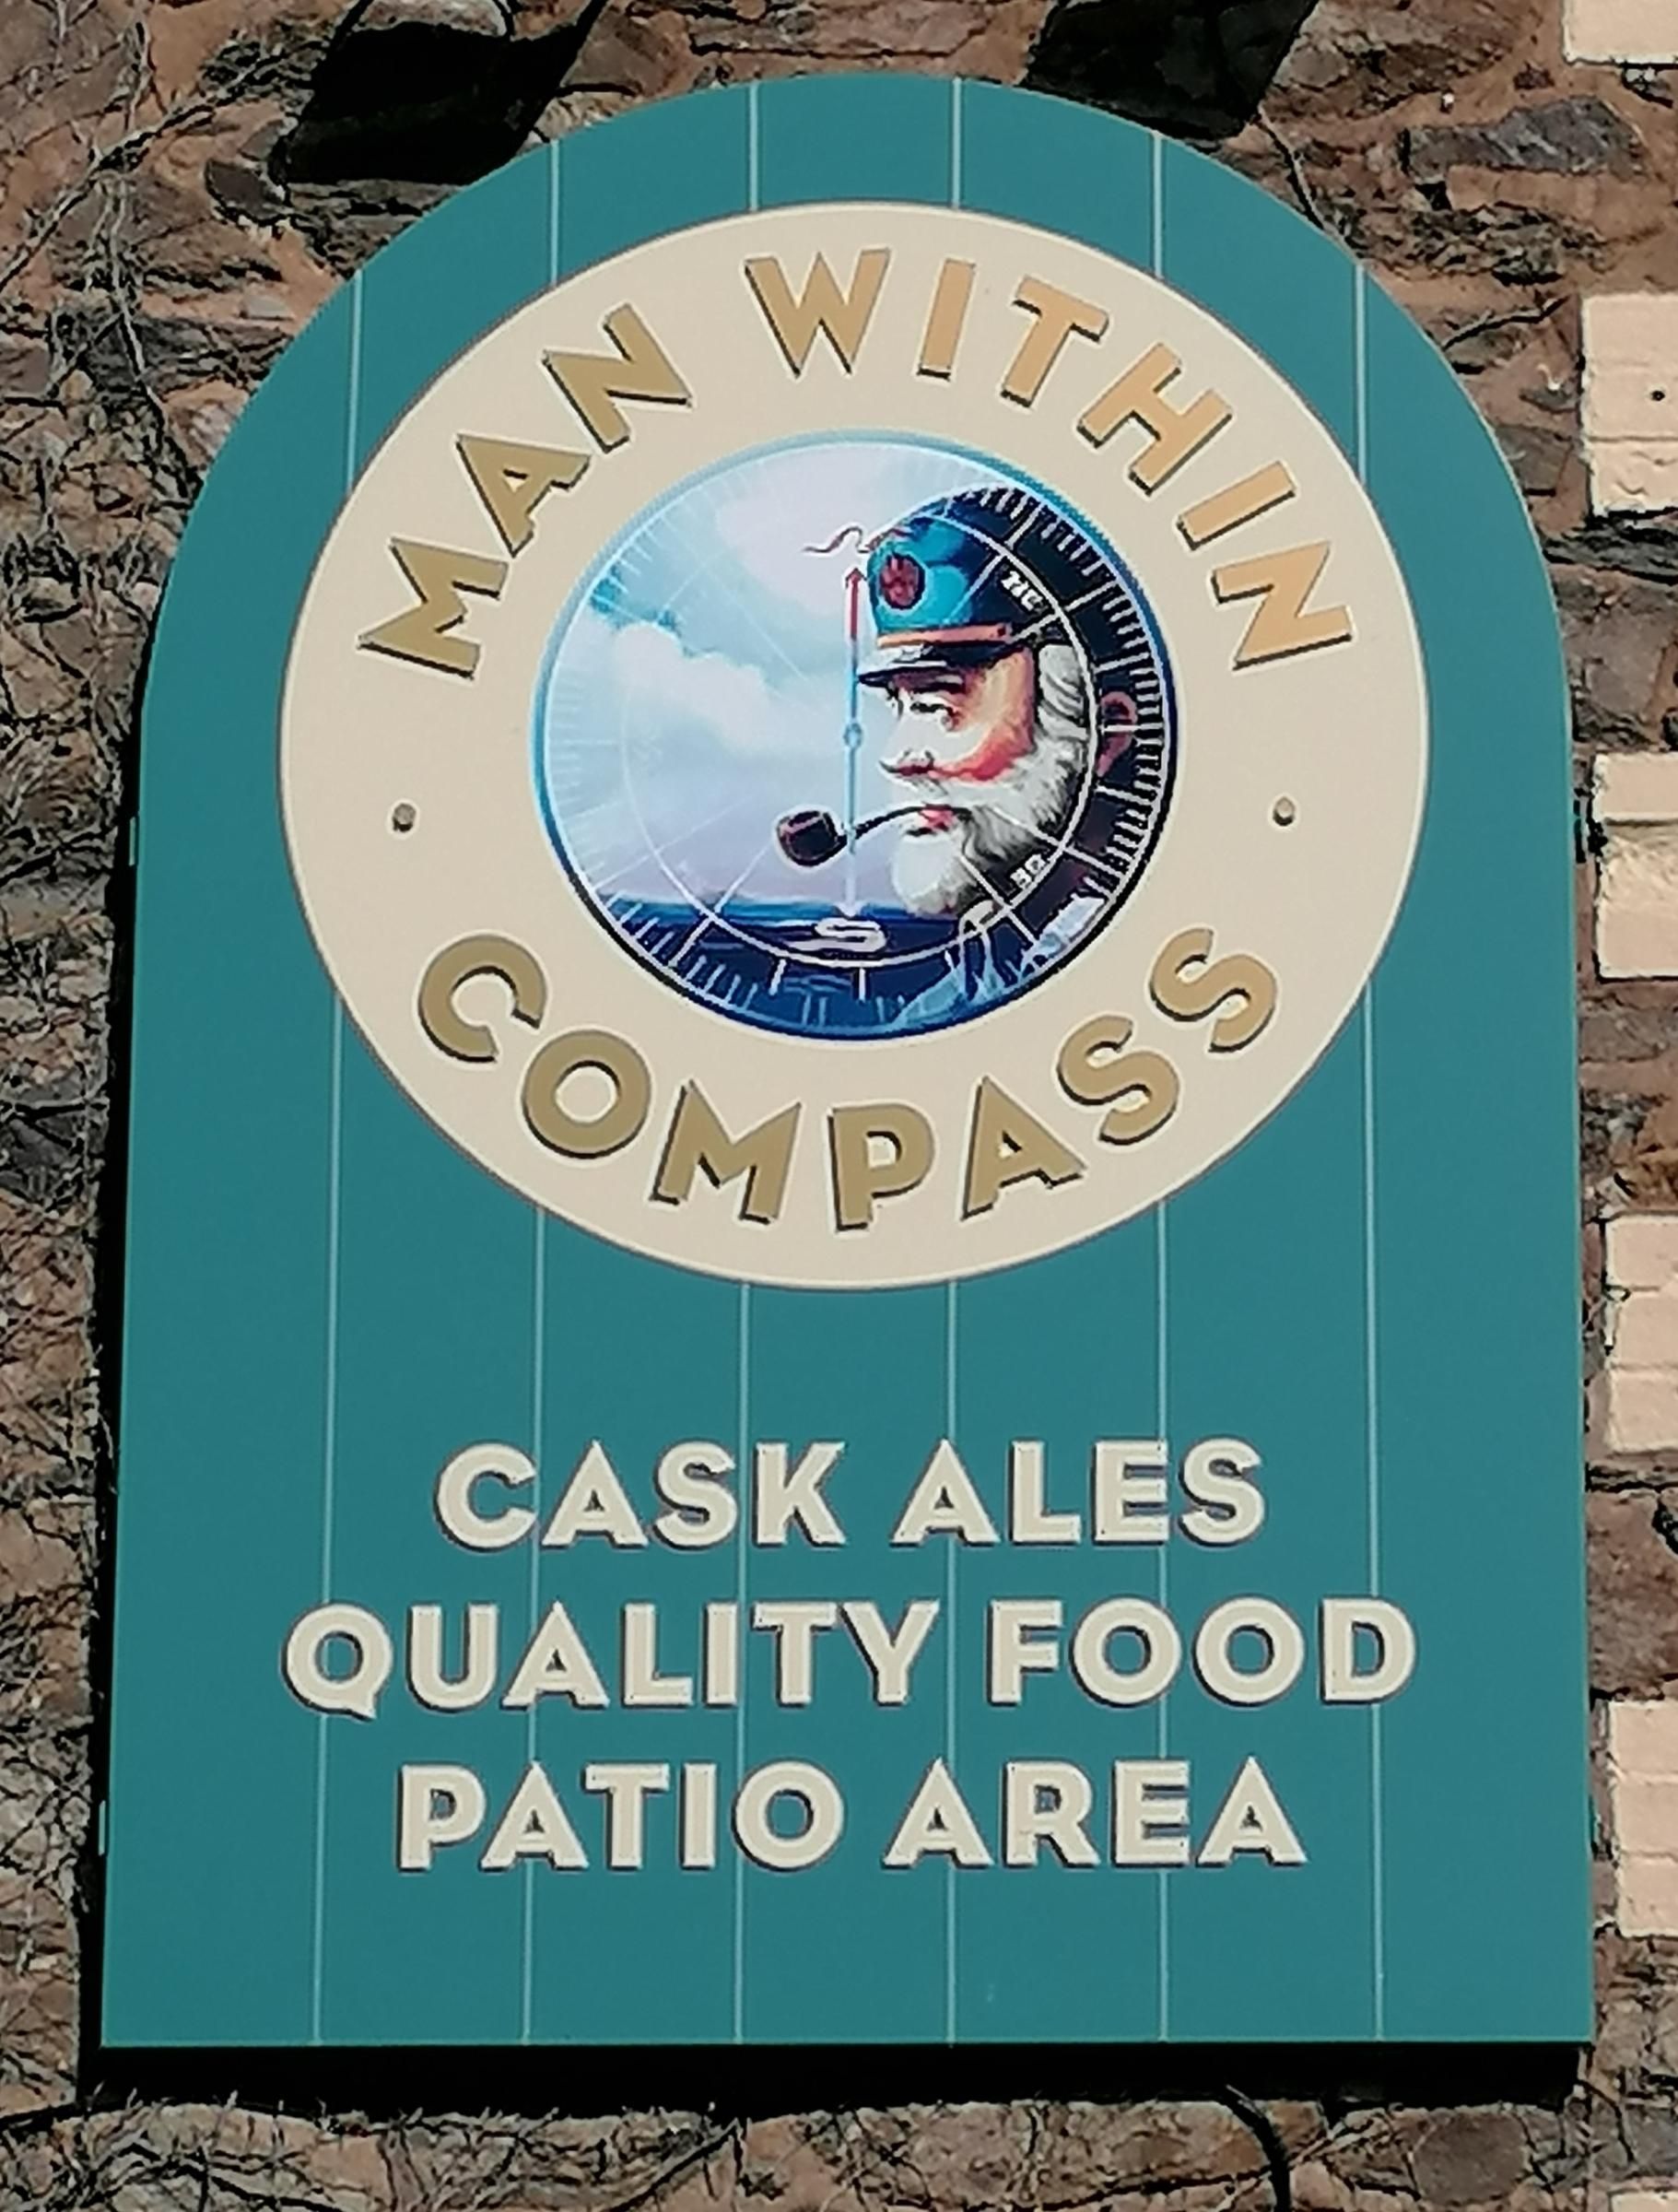 MAN WITHIN
COMPASS
S
CASK ALES
QUALITY FOOD
PATIO AREA